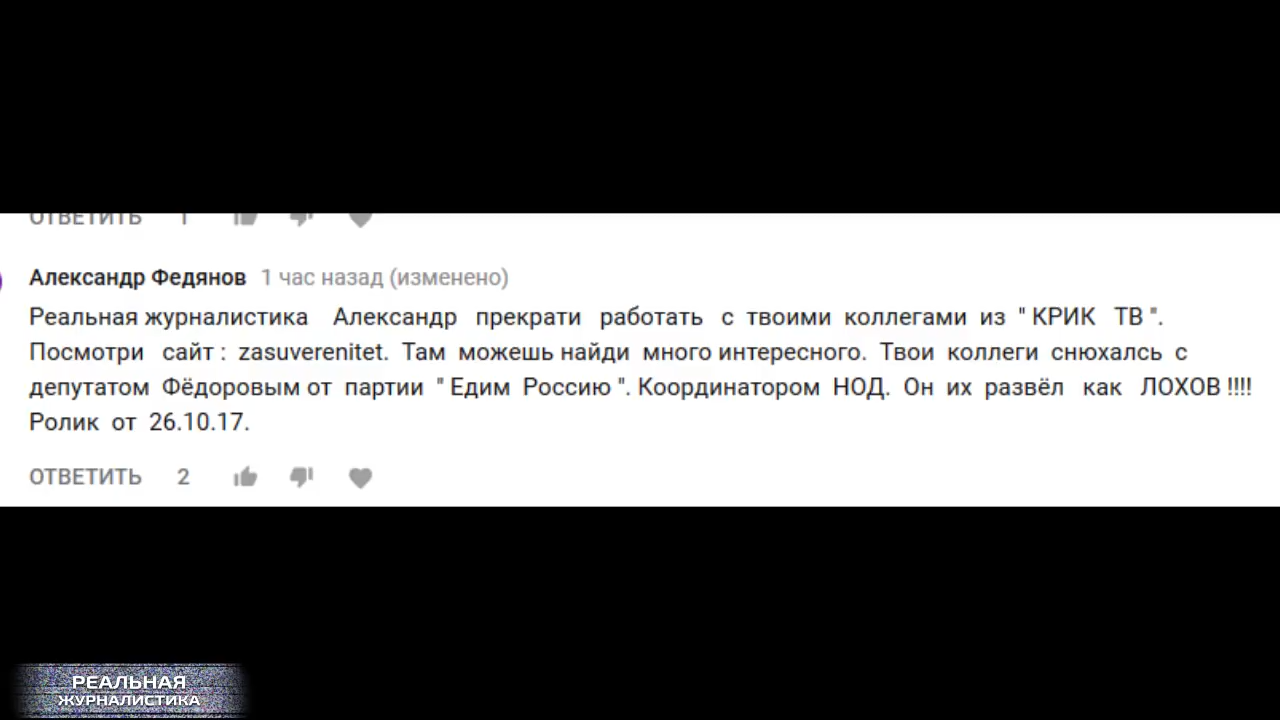 ОТВЕТИТЬ 1
Александр Федянов 1 час назад (изменено)
Реальная журналистика Александр прекрати работать с твоими коллегами из " КРИК ТВ ".
Посмотри сайт : zasuverenitet. Там можешь найди много интересного. Твои коллеги снюхалсь с
депутатом Фёдоровым от партии " Едим Россию ". Координатором НОД. Он их развёл как ЛОХОВ !!!!
Ролик от 26.10.17.
ОТВЕТИТЬ 2
РЕАЛЬНАЯ
ЖУРНАЛИСТИКА